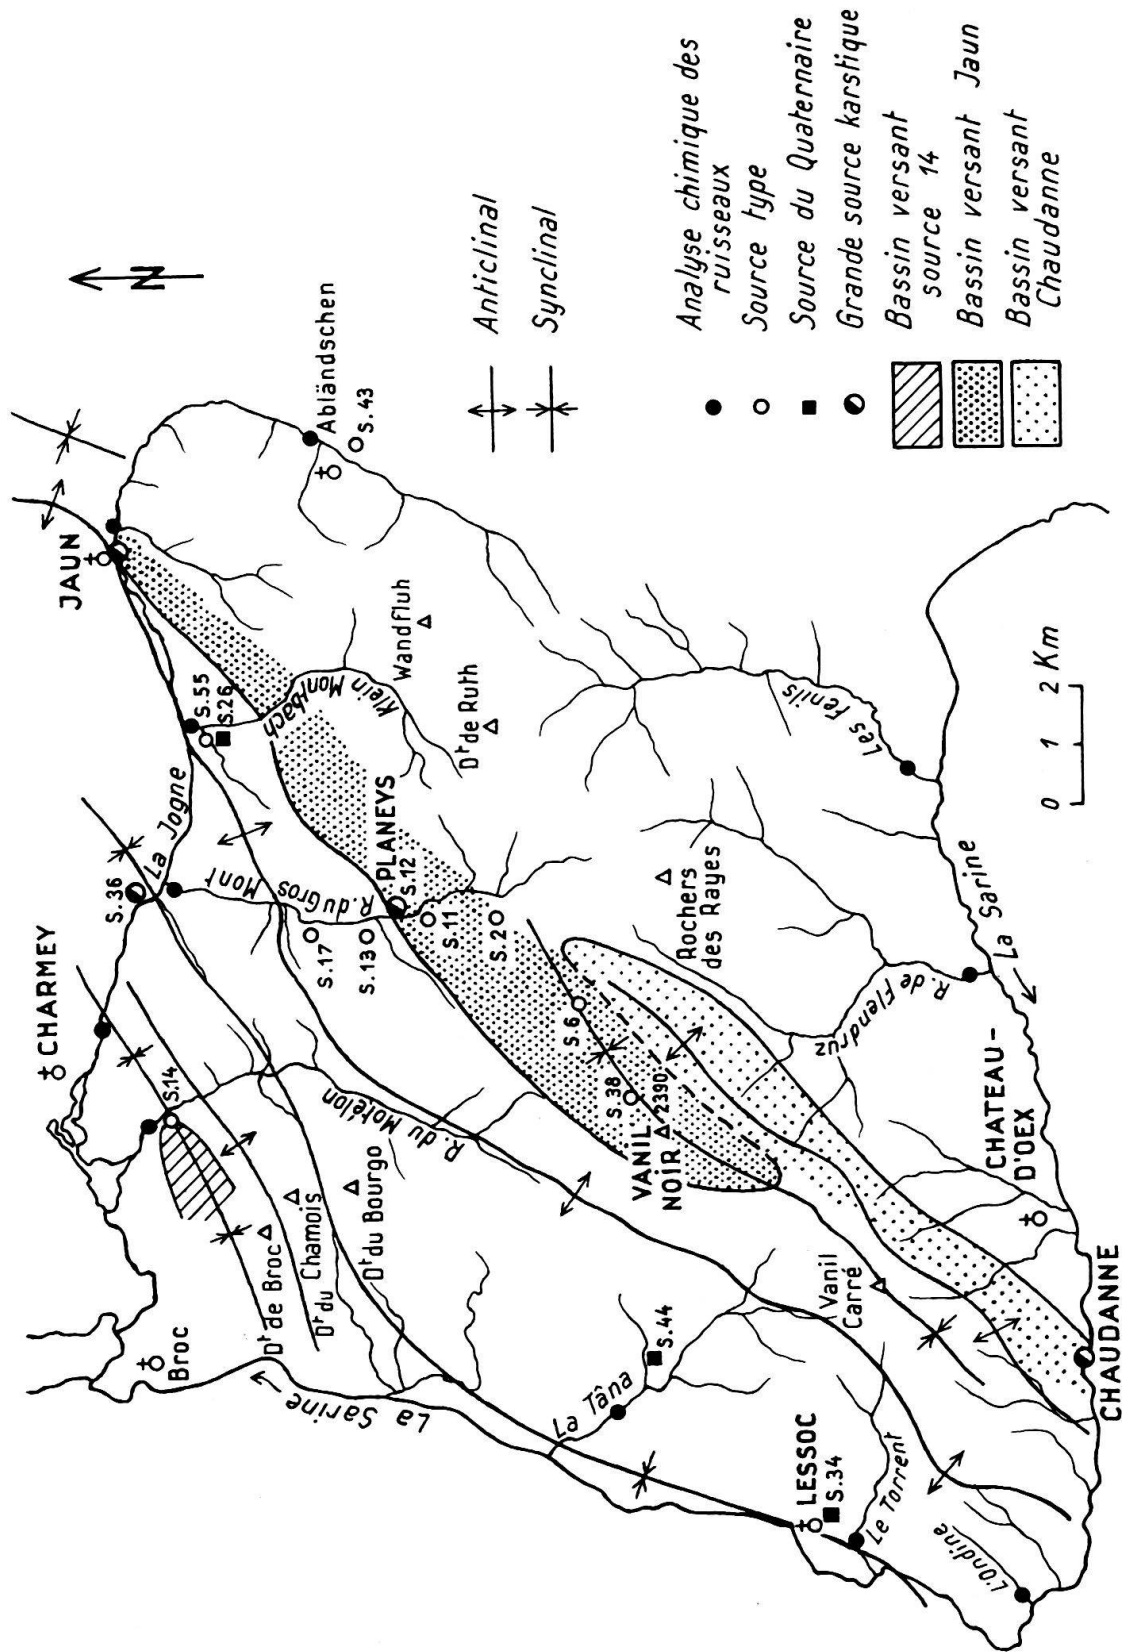 N
JAUN
Abländschen
S.43
S.55
S.26
Klein Montbach
Wandfluh
Dt de Ruth
La Jogne
S.36
CHARMEY
R. du Gros
Mont
PLANEYS
S.12
S.11
S.17
S.13
S.2
Rochers
des Rayes
Les Fenils
La Sarine
R. de Flendruz
S.14
R. du Motélon
S.6
S.38
2390
VANIL
NOIR
Dt de Broc
Dt du Chamois
Dt du Bourgo
Broc
La Sarine
CHATEAU-
D'OEX
Vanil
Carré
S.44
La Tâna
LESSOC
S.34
Le Torrent
L'ondine
CHAUDANNE
0 1 2 Km
Anticlinal
Synclinal
Analyse chimique des
ruisseaux
Source type
Source du Quaternaire
Grande source karstique
Bassin versant
source 14
Bassin versant Jaun
Bassin versant
Chaudanne